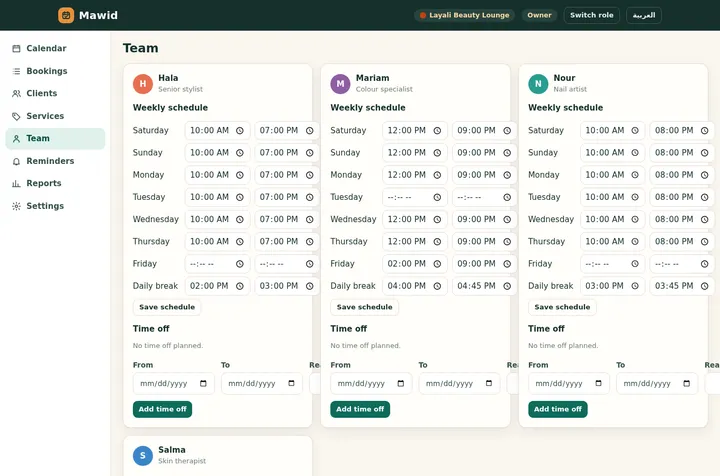 Mawid
Layali Beauty Lounge
Owner
Switch role
العربية
Calendar
Bookings
Clients
Services
Team
Reminders
Reports
Settings
Team
H
Hala
Senior stylist
Weekly schedule
Saturday 10:00 AM 07:00 PM
Sunday 10:00 AM 07:00 PM
Monday 10:00 AM 07:00 PM
Tuesday 10:00 AM 07:00 PM
Wednesday 10:00 AM 07:00 PM
Thursday 10:00 AM 07:00 PM
Friday --:-- -- --:-- --
Daily break 02:00 PM 03:00 PM
Save schedule
Time off
No time off planned.
From To Rea
mm/dd/yyyy mm/dd/yyyy
Add time off
M
Mariam
Colour specialist
Weekly schedule
Saturday 12:00 PM 09:00 PM
Sunday 12:00 PM 09:00 PM
Monday 12:00 PM 09:00 PM
Tuesday --:-- -- --:-- --
Wednesday 12:00 PM 09:00 PM
Thursday 12:00 PM 09:00 PM
Friday 02:00 PM 09:00 PM
Daily break 04:00 PM 04:45 PM
Save schedule
Time off
No time off planned.
From To Rea
mm/dd/yyyy mm/dd/yyyy
Add time off
N
Nour
Nail artist
Weekly schedule
Saturday 10:00 AM 08:00 PM
Sunday 10:00 AM 08:00 PM
Monday 10:00 AM 08:00 PM
Tuesday 10:00 AM 08:00 PM
Wednesday 10:00 AM 08:00 PM
Thursday 10:00 AM 08:00 PM
Friday --:-- -- --:-- --
Daily break 03:00 PM 03:45 PM
Save schedule
Time off
No time off planned.
From To Rea
mm/dd/yyyy mm/dd/yyyy
Add time off
S
Salma
Skin therapist